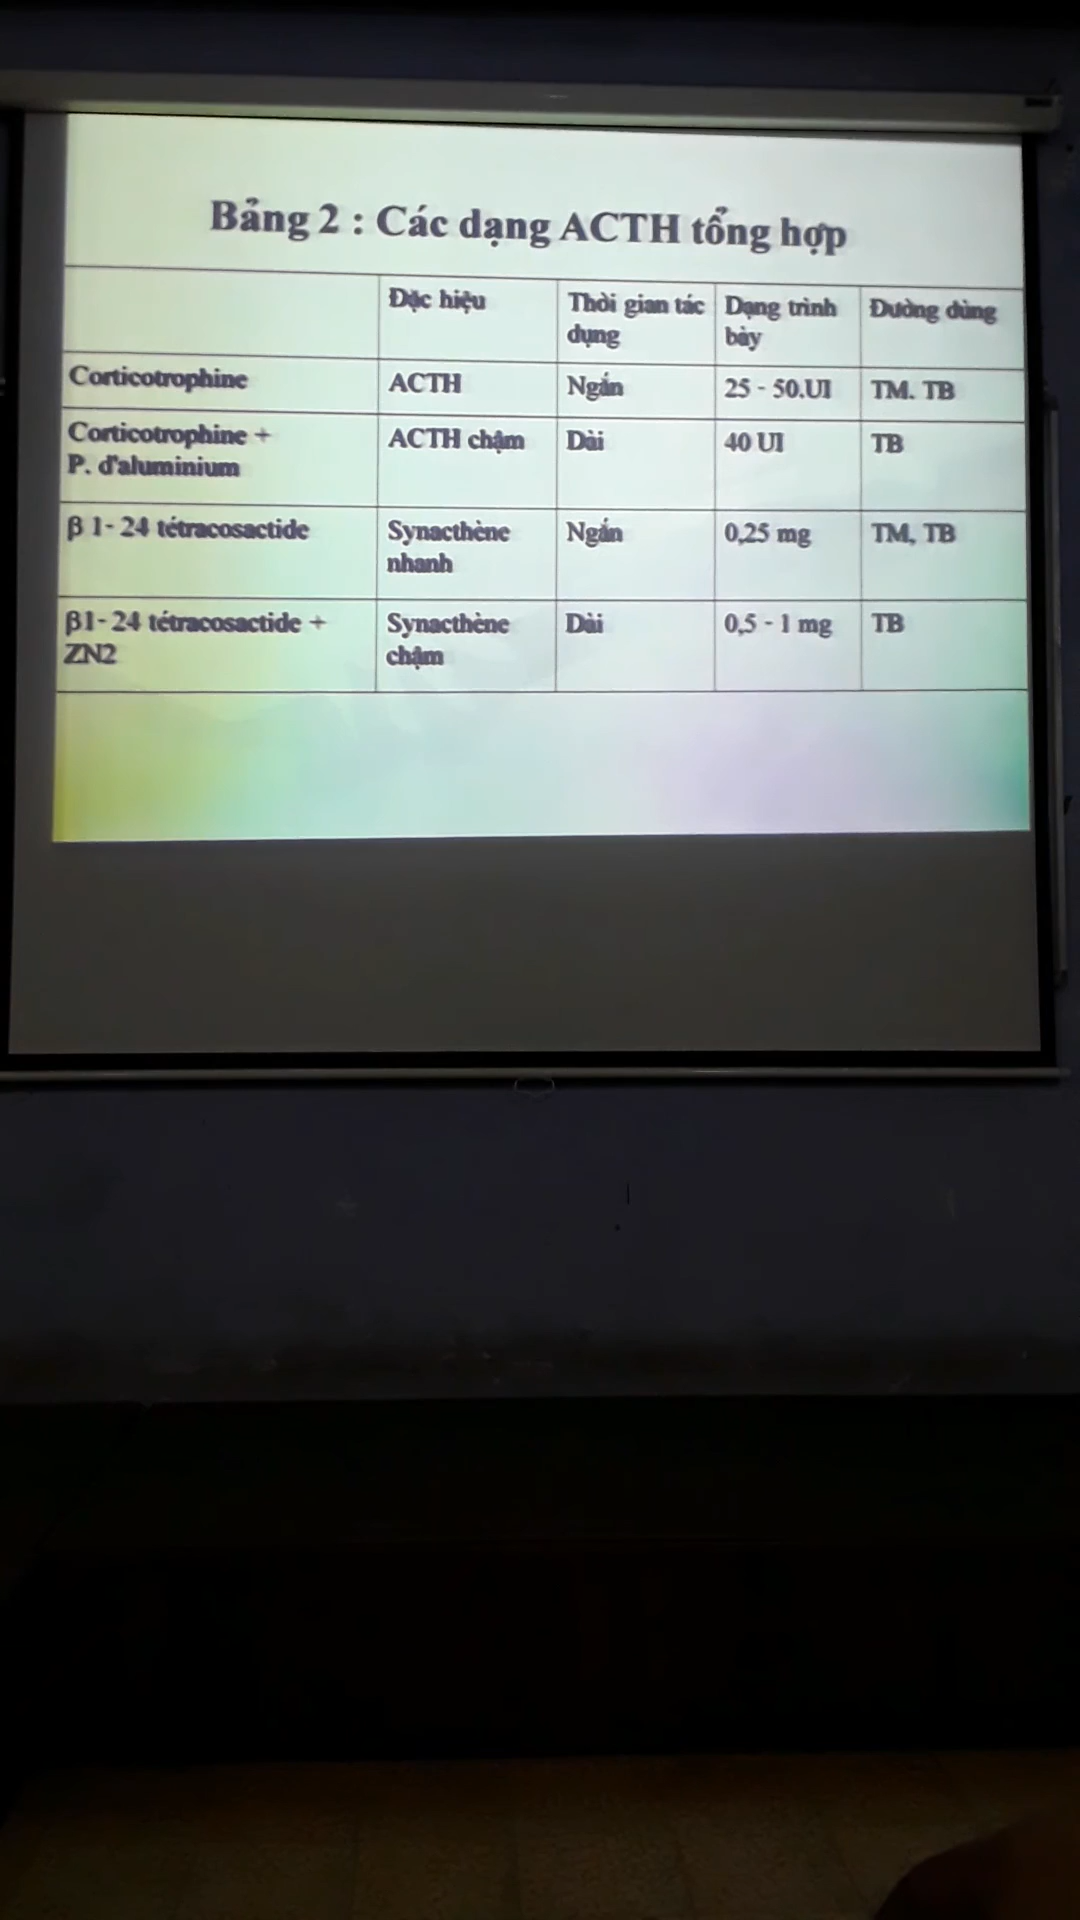 Bảng 2 : Các dạng ACTH tổng hợp
Đặc hiệu
Thời gian tác dụng
Dạng trình bày
Đường dùng
Corticotrophine
ACTH
Ngắn
25 - 50.UI
TM. TB
Corticotrophine +
P. d'aluminium
ACTH chậm
Dài
40 UI
TB
β 1- 24 tétracosactide
Synacthène
nhanh
Ngắn
0,25 mg
TM, TB
β1- 24 tétracosactide +
ZN2
Synacthène
chậm
Dài
0,5 - 1 mg
TB